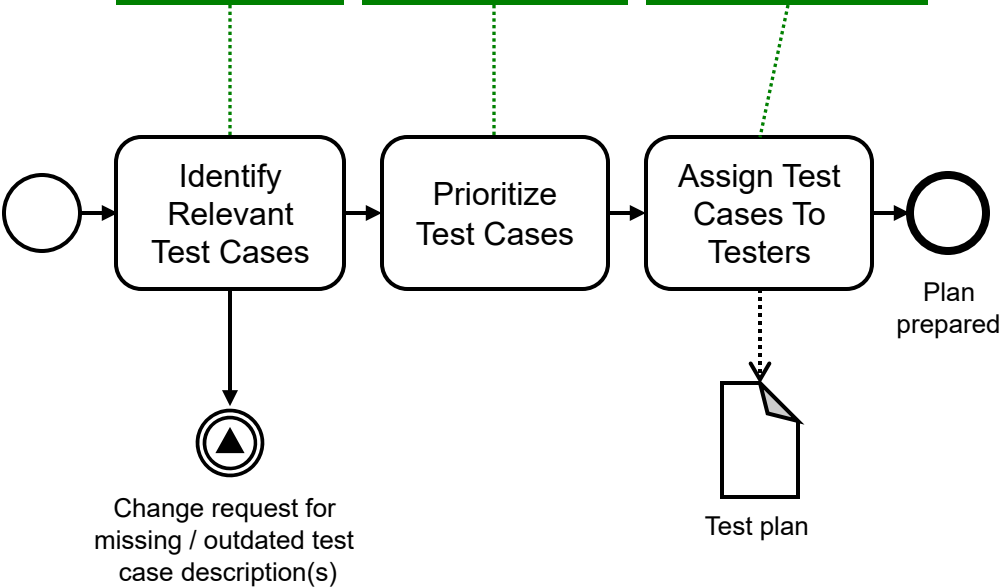 Identify
Relevant
Test Cases
Prioritize
Test Cases
Assign Test
Cases To
Testers
Plan
prepared
Change request for
missing / outdated test
case description(s)
Test plan